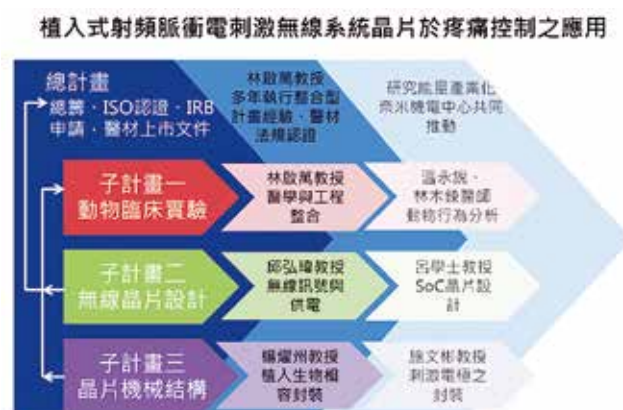 植入式射頻脈衝電刺激無線系統晶片於疼痛控制之應用
總計畫
總籌、ISO認證、IRB
申請、醫材上市文件
林啟萬教授
多年執行整合型
計畫經驗、醫材
法規認證
研究能量產業化
奈米機電中心共同
推動
子計畫一
動物臨床實驗
林啟萬教授
醫學與工程
整合
溫永銳、
林木鍊醫師
動物行為分析
子計畫二
無線晶片設計
邱弘緯教授
無線訊號與
供電
呂學士教授
SoC晶片設
計
子計畫三
晶片機械結構
楊燿州教授
植入生物相
容封裝
施文彬教授
刺激電極之
封裝